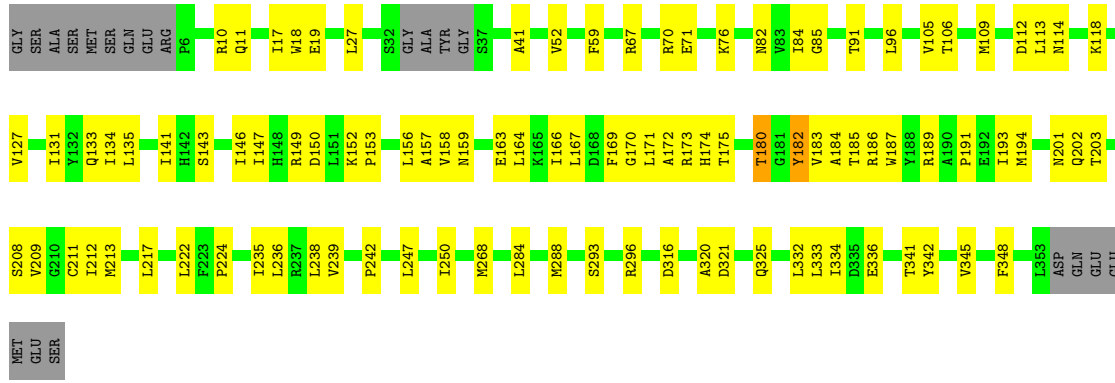 GLY SER ALA SER MET SER GLN GLU ARG P6 R10 Q11 I17 W18 E19 L27 S32 GLY ALA TYR GLY S37 A41 V52 F59 R67 R70 E71 K76 N82 V83 I84 G85 T91 L96 V105 T106 M109 D112 L113 N114 K118
V127 I131 Y132 Q133 I134 L135 I141 H142 S143 I146 I147 H148 R149 D150 L151 K152 P153 L156 A157 V158 N159 E163 L164 K165 I166 L167 D168 F169 G170 L171 A172 R173 H174 T175 T180 G181 Y182 V183 A184 T185 R186 W187 Y188 R189 A190 P191 E192 I193 M194 N201 Q202 T203
S208 V209 G210 C211 I212 M213 L217 L222 F223 P224 I235 L236 R237 L238 V239 P242 L247 I250 M268 L284 M288 S293 R296 D316 A320 D321 Q325 L332 L333 I334 D335 E336 T341 Y342 V345 F348 L353 ASP GLN GLU GLU
MET GLU SER